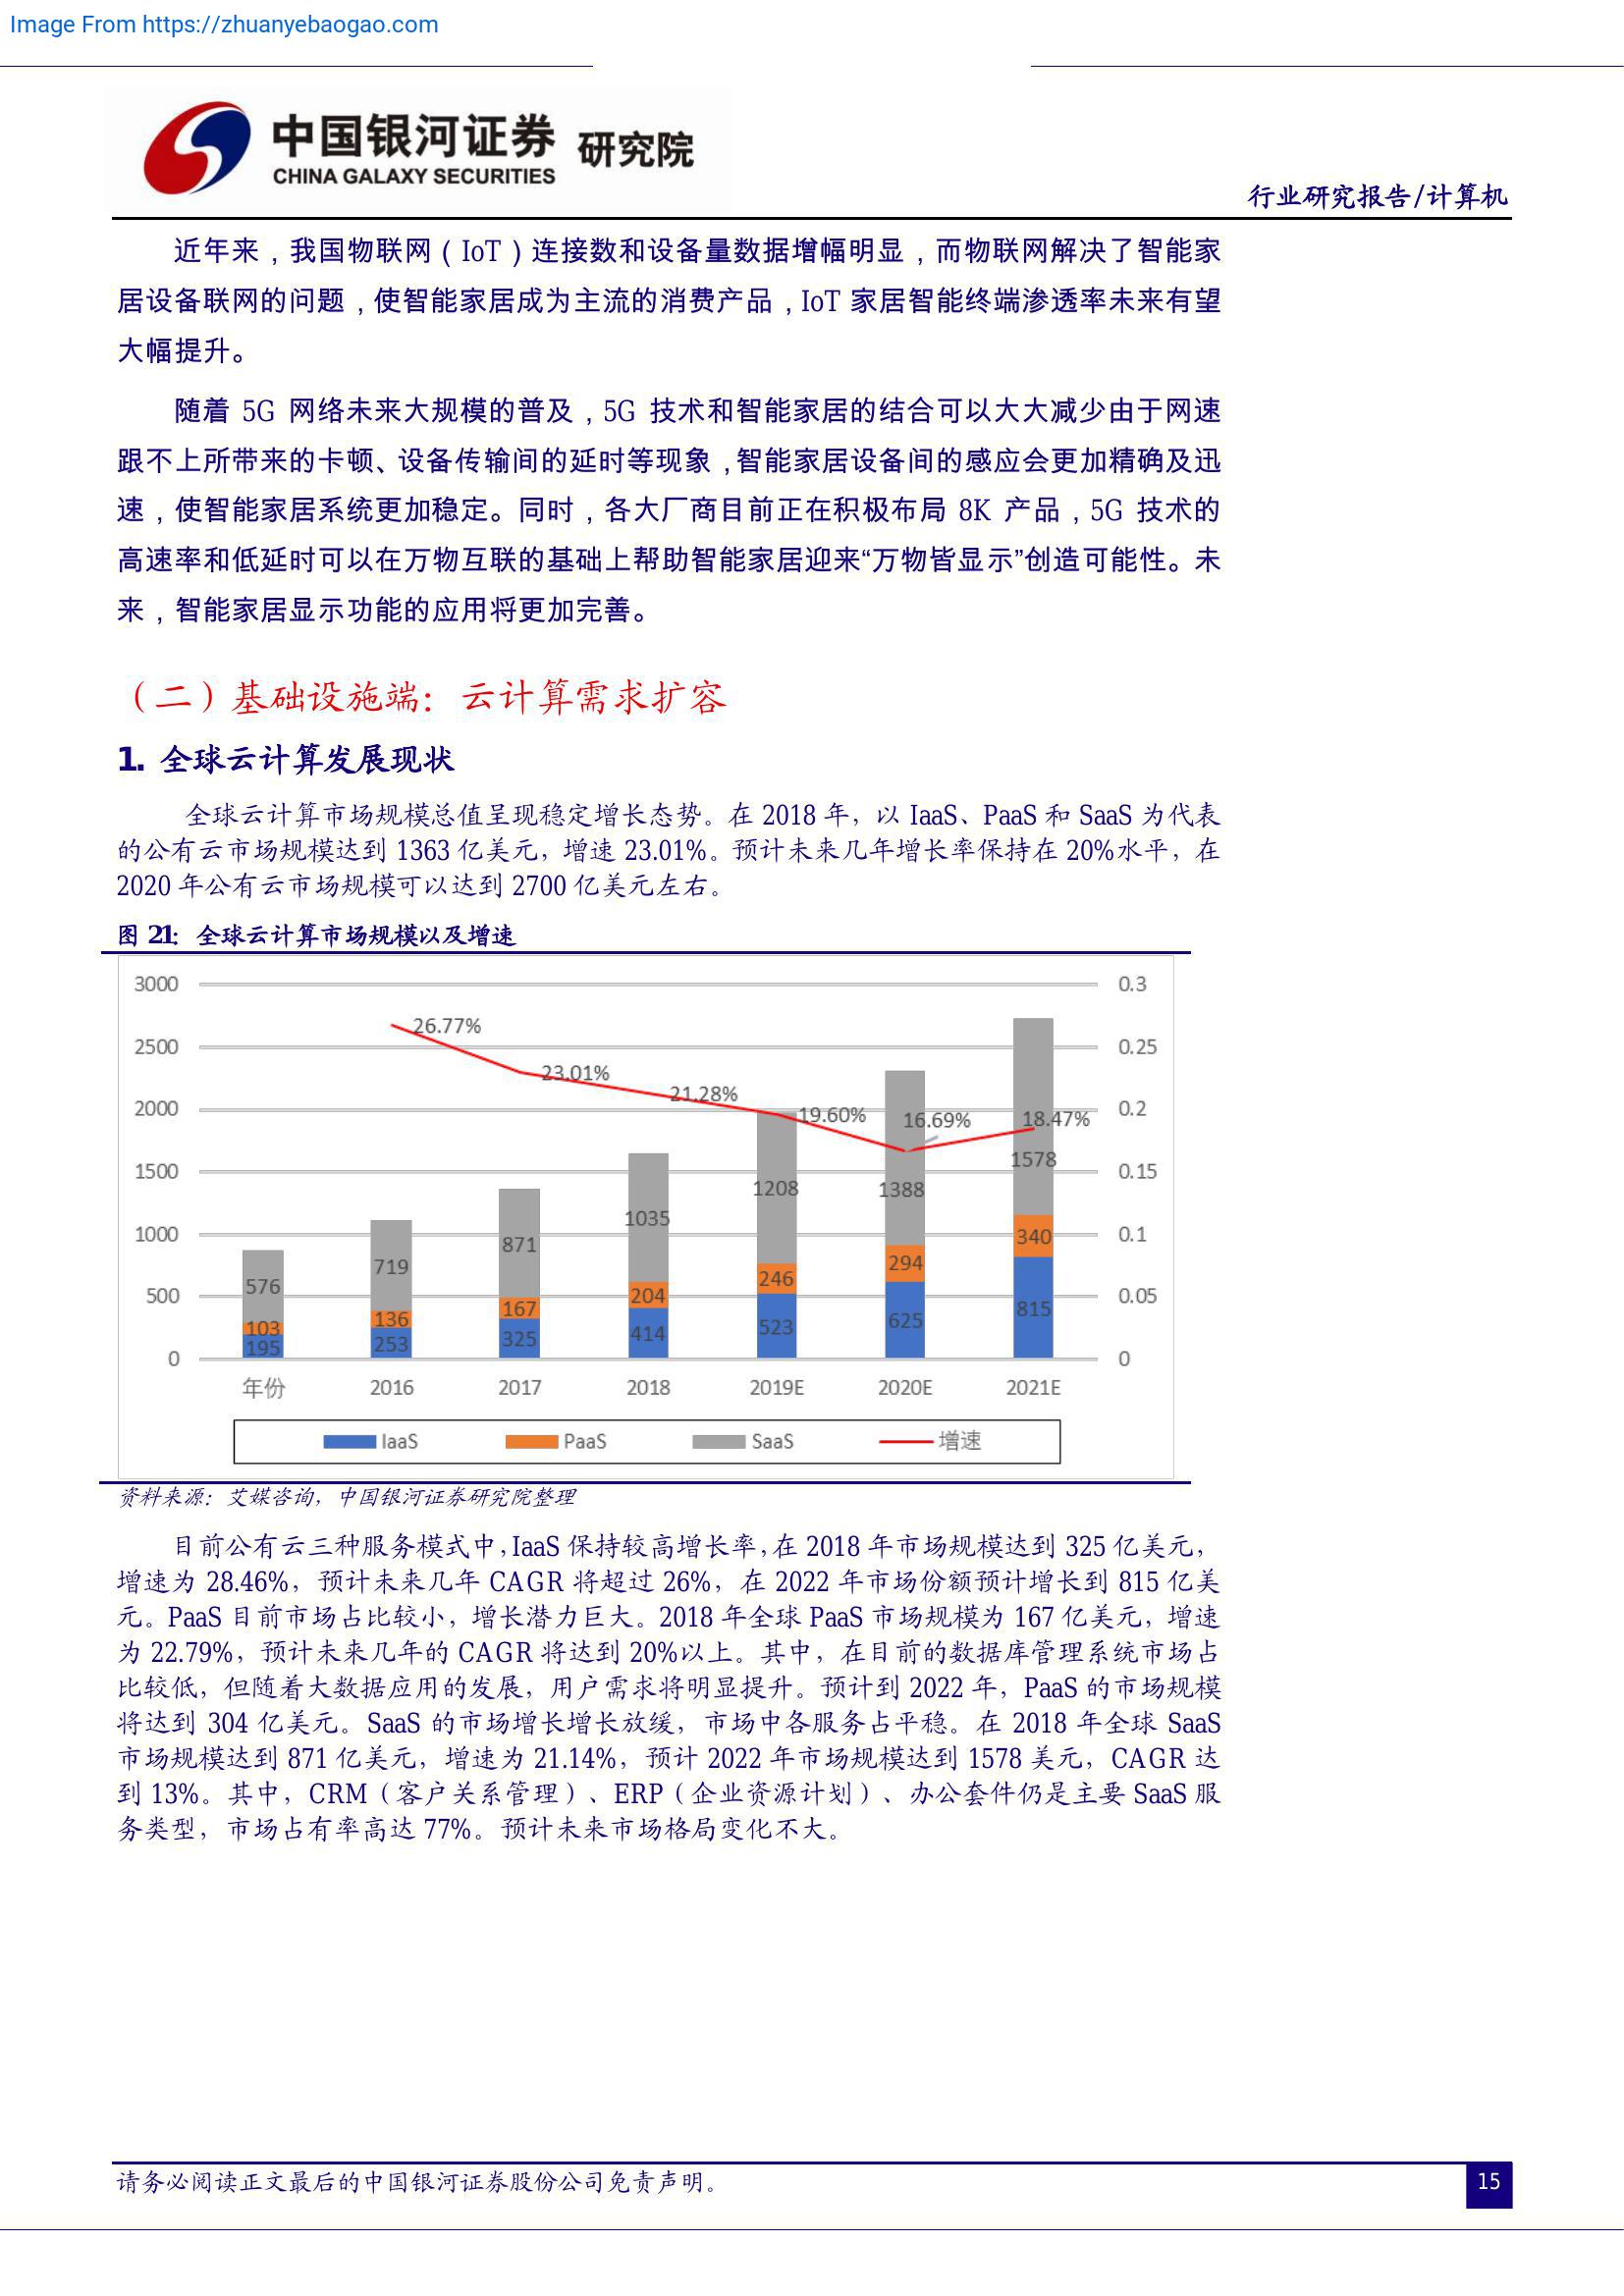 Image From https://zhuanyebaogao.com
中国银河证券 研究院
CHINA GALAXY SECURITIES
行业研究报告/计算机
近年来，我国物联网（IoT）连接数和设备量数据增幅明显，而物联网解决了智能家
居设备联网的问题，使智能家居成为主流的消费产品，IoT 家居智能终端渗透率未来有望
大幅提升。
随着 5G 网络未来大规模的普及，5G 技术和智能家居的结合可以大大减少由于网速
跟不上所带来的卡顿、设备传输间的延时等现象，智能家居设备间的感应会更加精确及迅
速，使智能家居系统更加稳定。同时，各大厂商目前正在积极布局 8K 产品，5G 技术的
高速率和低延时可以在万物互联的基础上帮助智能家居迎来“万物皆显示”创造可能性。未
来，智能家居显示功能的应用将更加完善。
（二）基础设施端：云计算需求扩容
1. 全球云计算发展现状
全球云计算市场规模总值呈现稳定增长态势。在 2018 年，以 IaaS、PaaS 和 SaaS 为代表
的公有云市场规模达到 1363 亿美元，增速 23.01%。预计未来几年增长率保持在 20%水平，在
2020 年公有云市场规模可以达到 2700 亿美元左右。
图 21：全球云计算市场规模以及增速
3000 0.3
26.77%
2500 0.25
23.01%
21.28%
2000 19.60% 16.69% 18.47% 0.2
1500 1578 0.15
1208 1388
1035
1000 871 340 0.1
719 294
576 246
500 204 0.05
167 815
136 625
103 523
414
325
253
195
0 0
年份 2016 2017 2018 2019E 2020E 2021E
IaaS PaaS SaaS 增速
资料来源：艾媒咨询，中国银河证券研究院整理
目前公有云三种服务模式中，IaaS 保持较高增长率，在 2018 年市场规模达到 325 亿美元，
增速为 28.46%，预计未来几年 CAGR 将超过 26%，在 2022 年市场份额预计增长到 815 亿美
元。PaaS 目前市场占比较小，增长潜力巨大。2018 年全球 PaaS 市场规模为 167 亿美元，增速
为 22.79%，预计未来几年的 CAGR 将达到 20%以上。其中，在目前的数据库管理系统市场占
比较低，但随着大数据应用的发展，用户需求将明显提升。预计到 2022 年，PaaS 的市场规模
将达到 304 亿美元。SaaS 的市场增长增长放缓，市场中各服务占平稳。在 2018 年全球 SaaS
市场规模达到 871 亿美元，增速为 21.14%，预计 2022 年市场规模达到 1578 美元，CAGR 达
到 13%。其中，CRM（客户关系管理）、ERP（企业资源计划）、办公套件仍是主要 SaaS 服
务类型，市场占有率高达 77%。预计未来市场格局变化不大。
请务必阅读正文最后的中国银河证券股份公司免责声明。
15